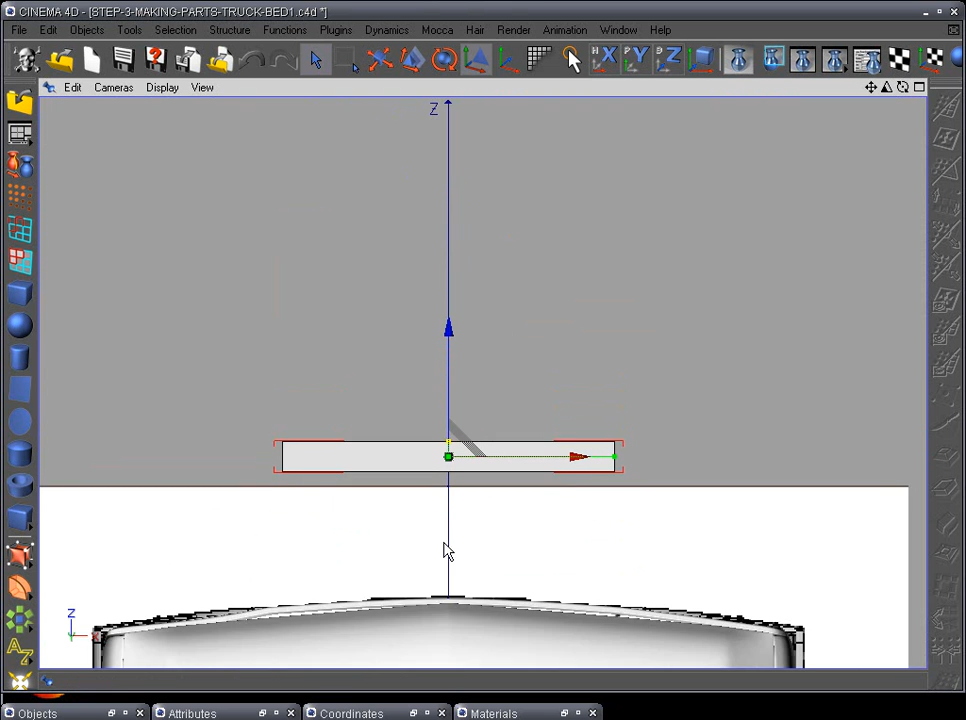 CINEMA 4D - [STEP-3-MAKING-PARTS-TRUCK-BED1.c4d *]
File Edit Objects Tools Selection Structure Functions Plugins Dynamics Mocca Hair Render Animation Window Help
X Y Z
Edit Cameras Display View
Z
Z
Objects Attributes Coordinates Materials